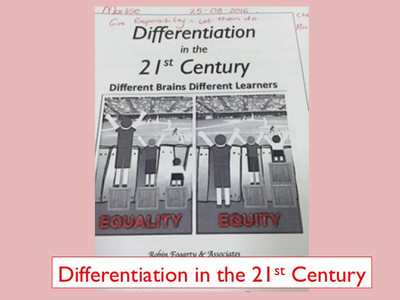 25-08-2016
Give Responsibility – Let them do
Differentiation
in the
21st Century
Different Brains Different Learners
EQUALITY
EQUITY
Robin Fogarty & Associates
Differentiation in the 21st Century